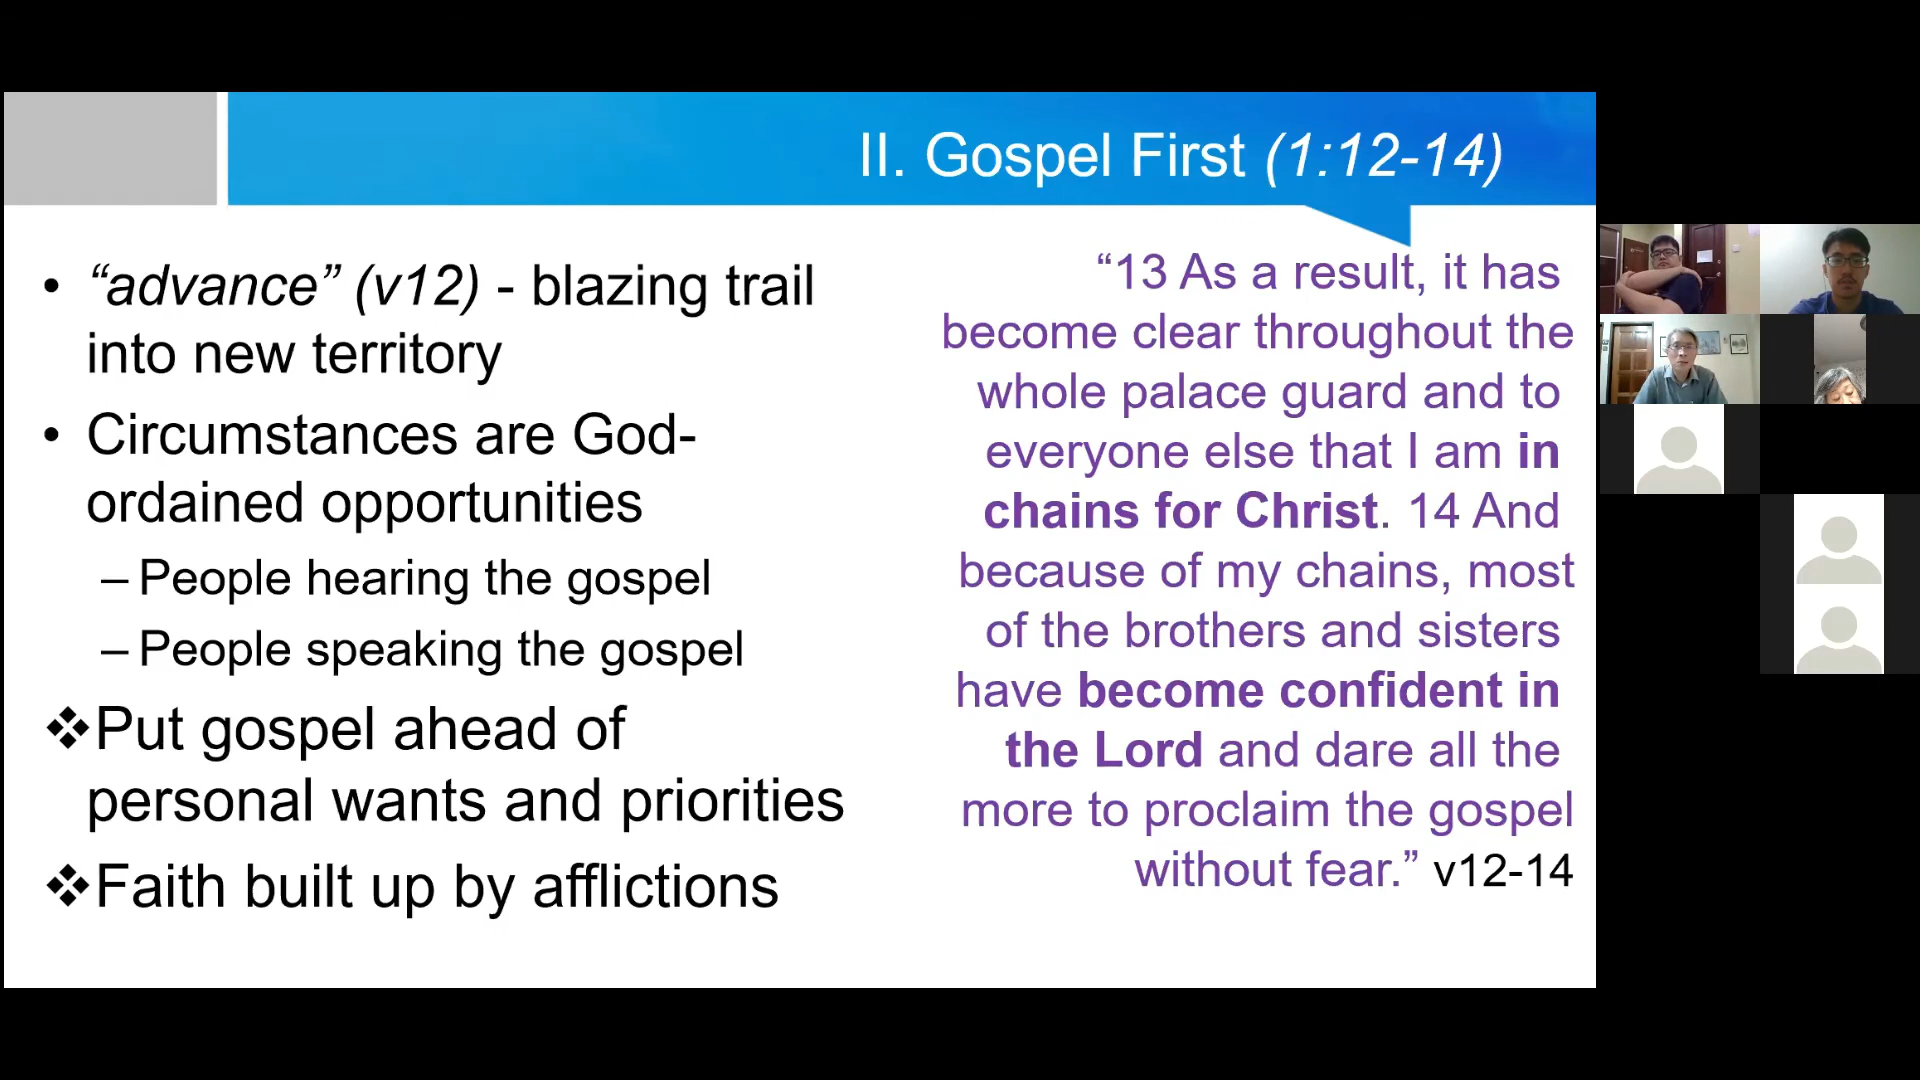 II. Gospel First (1:12-14)
• “advance” (v12) - blazing trail
into new territory
• Circumstances are God-
ordained opportunities
– People hearing the gospel
– People speaking the gospel
❖Put gospel ahead of
personal wants and priorities
❖Faith built up by afflictions
“13 As a result, it has
become clear throughout the
whole palace guard and to
everyone else that I am in
chains for Christ. 14 And
because of my chains, most
of the brothers and sisters
have become confident in
the Lord and dare all the
more to proclaim the gospel
without fear.” v12-14